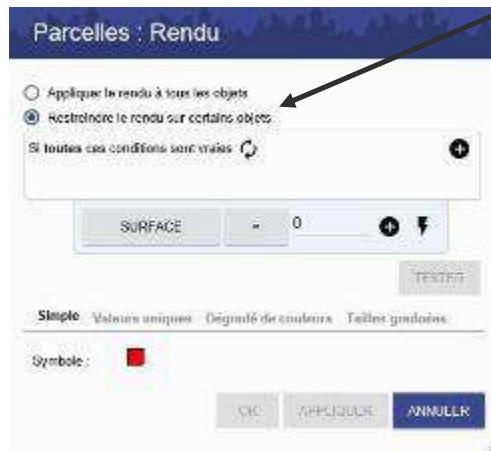 Parcelles : Rendu
Appliquer le rendu à tous les objets
Restreindre le rendu sur certains objets
Si toutes ces conditions sont vraies
SURFACE = 0
TESTER
Simple Valeurs uniques Dégradé de couleurs Tailles graduées
Symbole :
OK APPLIQUER ANNULER